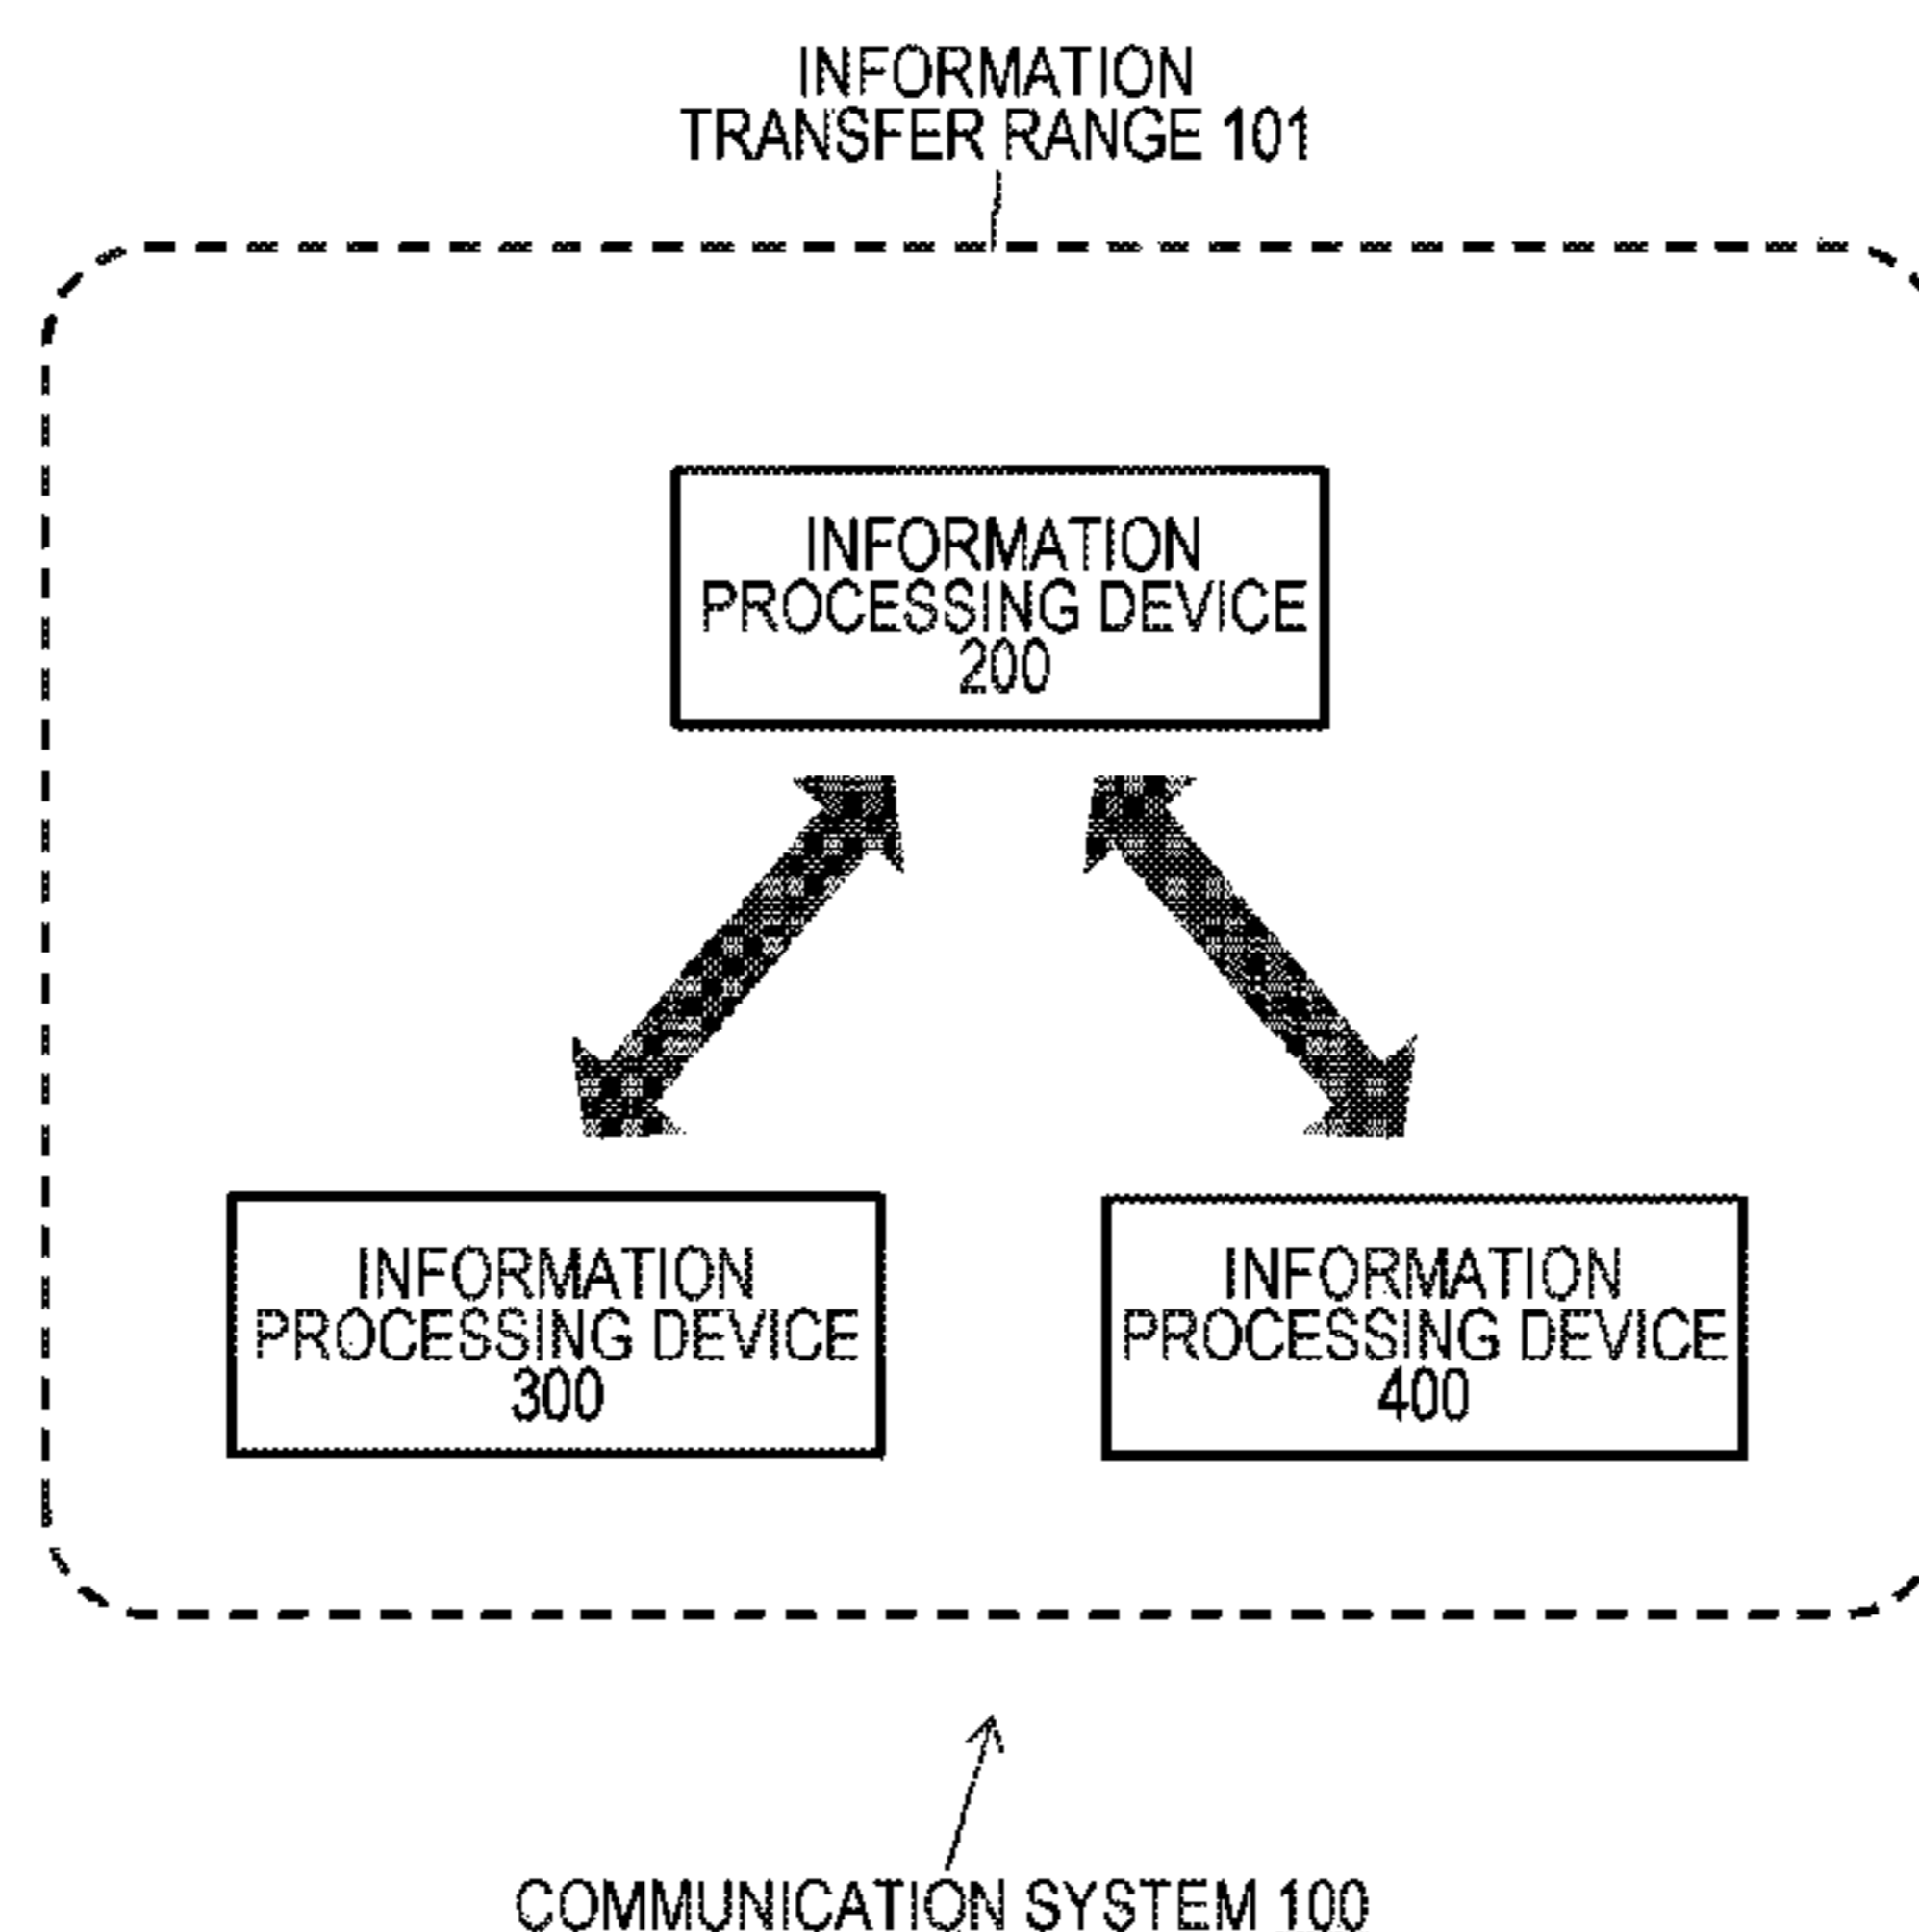 INFORMATION
TRANSFER RANGE 101
INFORMATION
PROCESSING DEVICE
200
INFORMATION
PROCESSING DEVICE
300
INFORMATION
PROCESSING DEVICE
400
COMMUNICATION SYSTEM 100